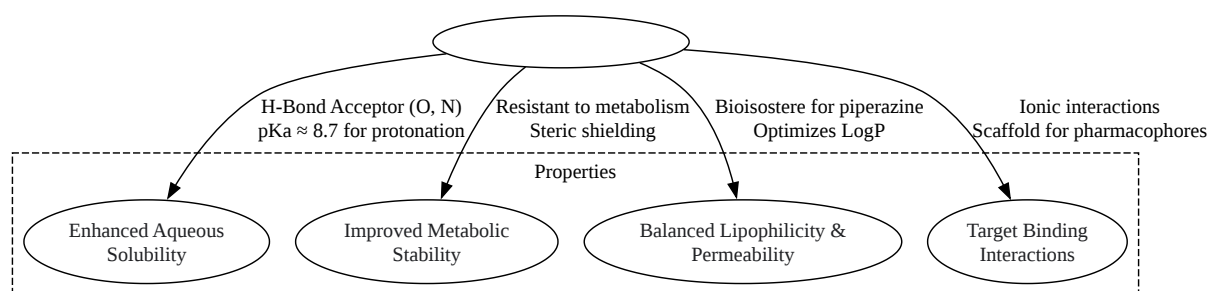 H-Bond Acceptor (O, N)
pKa ≈ 8.7 for protonation
Resistant to metabolism
Steric shielding
Bioisostere for piperazine
Optimizes LogP
Ionic interactions
Scaffold for pharmacophores
Properties
Enhanced Aqueous
Solubility
Improved Metabolic
Stability
Balanced Lipophilicity &
Permeability
Target Binding
Interactions